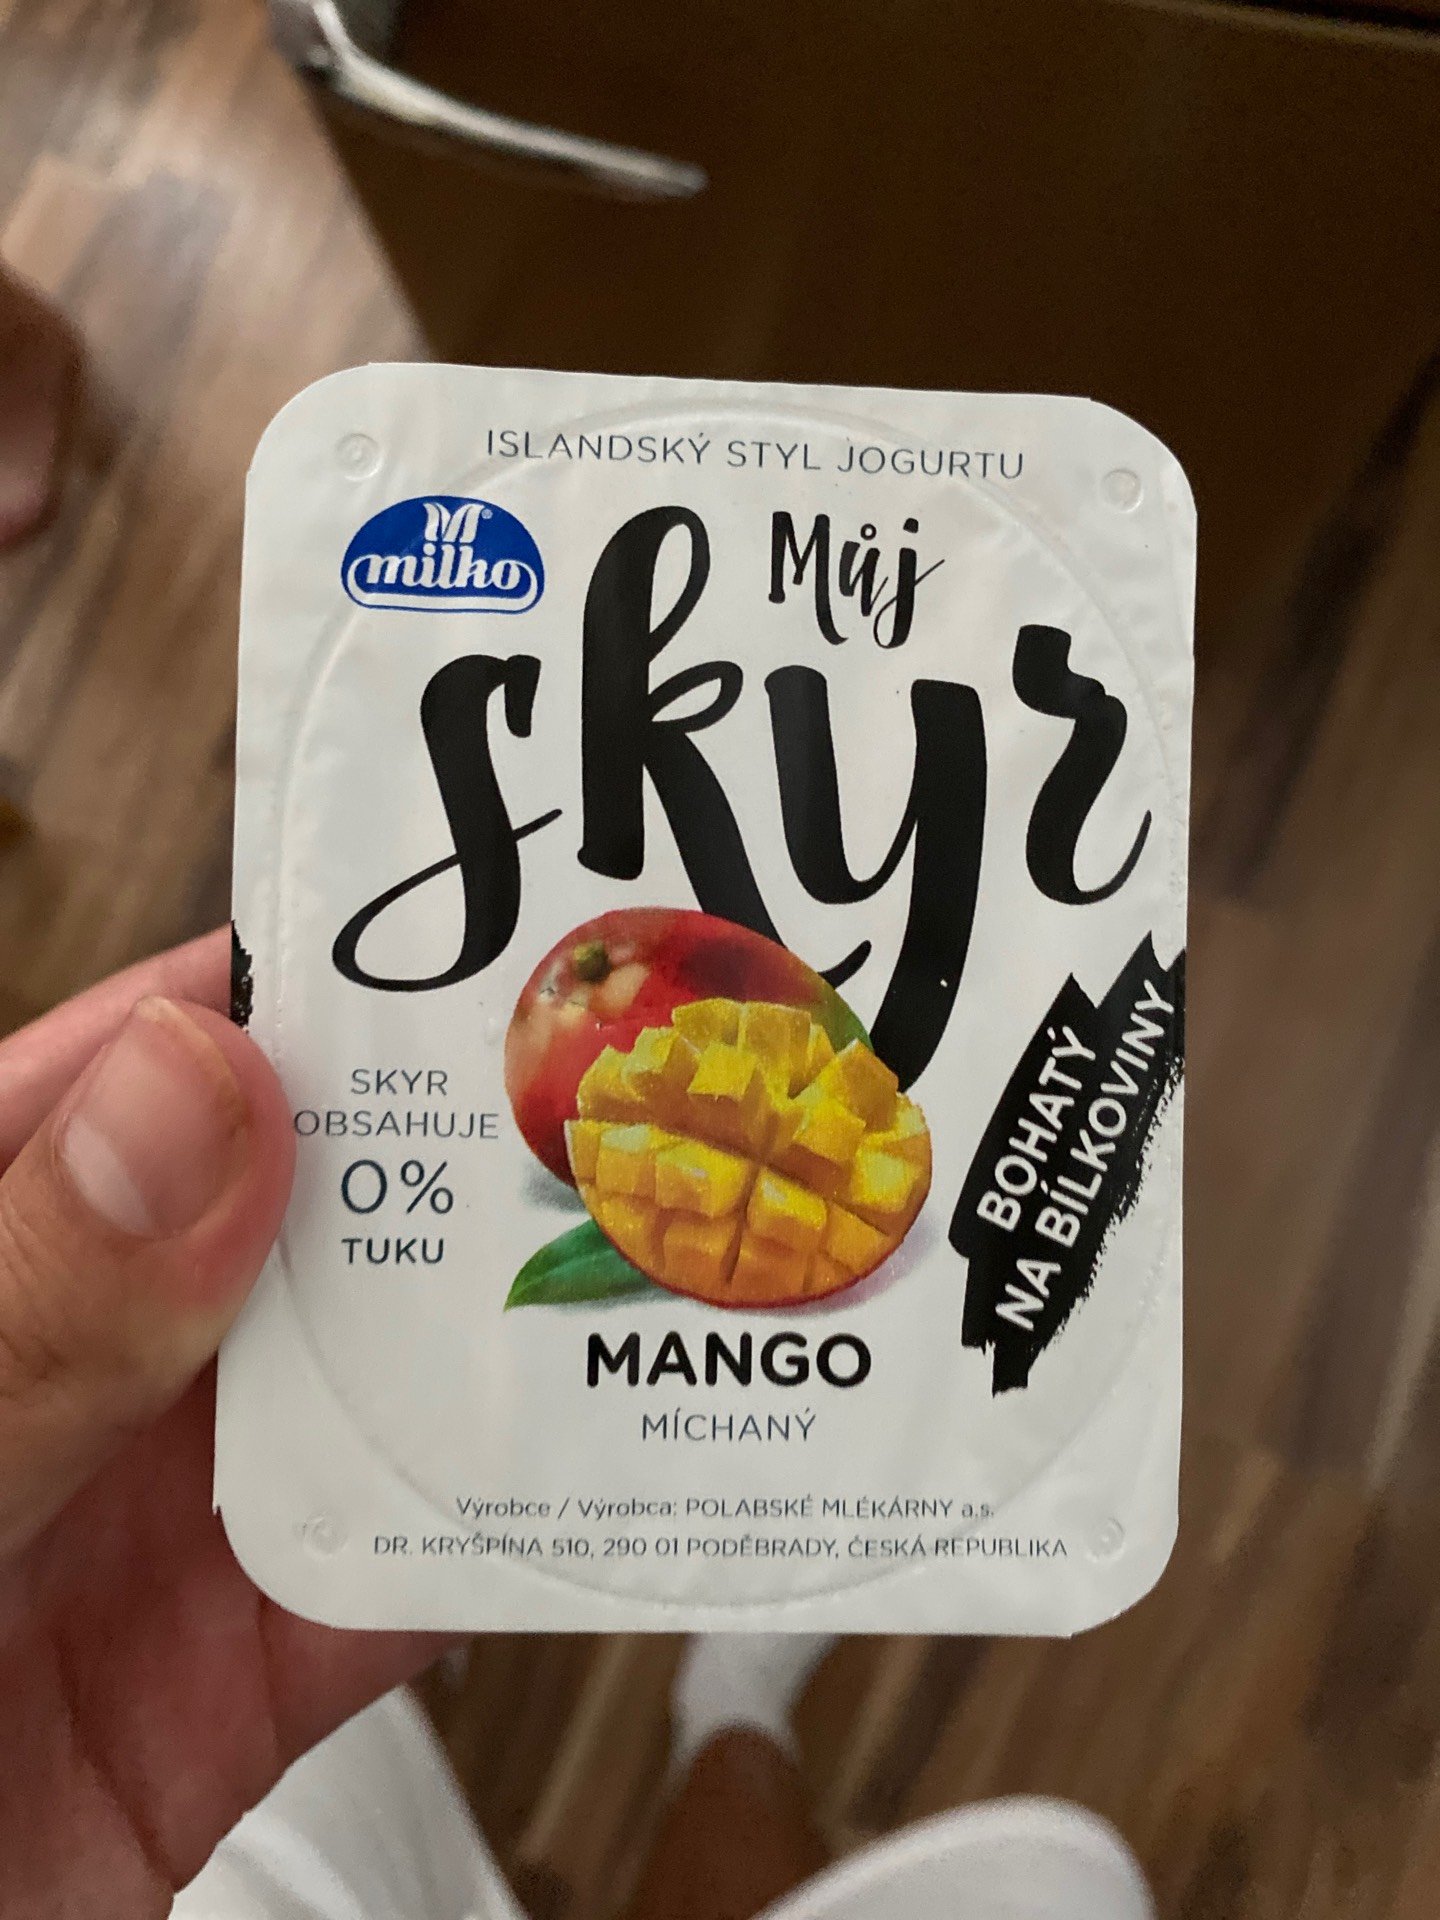 ISLANDSKÝ STYL JOGURTU
M®
milko
Můj
skyr
SKYR
OBSAHUJE
0%
TUKU
BOHATÝ
NA BÍLKOVINY
MANGO
MÍCHANÝ
Výrobce / Výrobca: POLABSKÉ MLÉKÁRNY a.s.
DR. KRYŠPÍNA 510, 290 01 PODĚBRADY, ČESKÁ REPUBLIKA